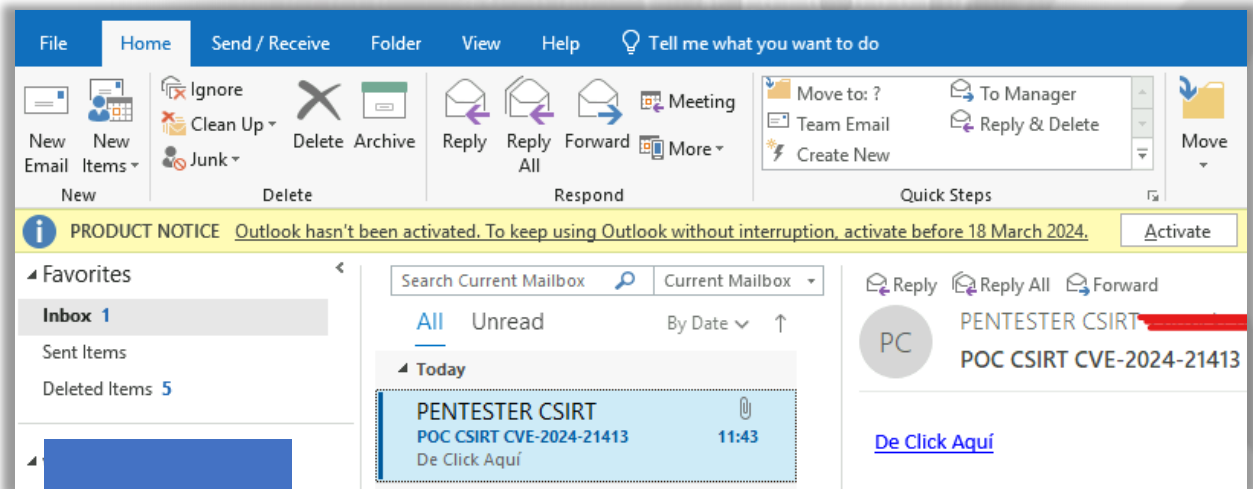 File Home Send / Receive Folder View Help Tell me what you want to do
New Email
New Items
Ignore
Clean Up
Junk
Delete
Archive
Reply
Reply All
Forward
Meeting
More
Move to: ?
Team Email
Create New
To Manager
Reply & Delete
Move
New Delete Respond Quick Steps
PRODUCT NOTICE Outlook hasn't been activated. To keep using Outlook without interruption, activate before 18 March 2024. Activate
Favorites
Inbox 1
Sent Items
Deleted Items 5
Search Current Mailbox Current Mailbox
All Unread By Date
Today
PENTESTER CSIRT
POC CSIRT CVE-2024-21413 11:43
De Click Aquí
Reply Reply All Forward
PC
PENTESTER CSIRT
POC CSIRT CVE-2024-21413
De Click Aquí